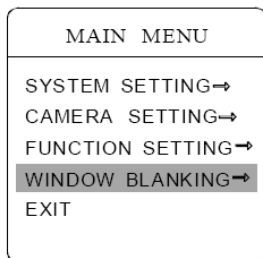 MAIN MENU
SYSTEM SETTING→
CAMERA SETTING→
FUNCTION SETTING→
WINDOW BLANKING→
EXIT